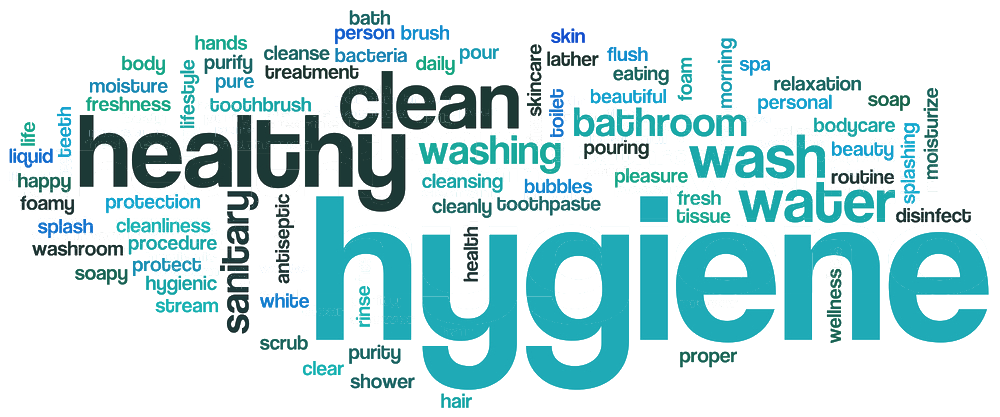 bath
person
brush
skin
hands
cleanse
bacteria
daily
pour
skincare
lather
flush
morning
spa
body
purify
treatment
eating
foam
moisture
lifestyle
pure
clean
toilet
beautiful
relaxation
personal
soap
freshness
toothbrush
bathroom
bodycare
splashing
moisturize
life
teeth
healthy
washing
pouring
wash
beauty
liquid
happy
cleansing
bubbles
pleasure
routine
foamy
protection
sanitary
antiseptic
cleanly
toothpaste
fresh
tissue
water
disinfect
splash
cleanliness
washroom
procedure
hygiene
health
soapy
protect
hygienic
stream
white
rinse
wellness
scrub
purity
proper
clear
shower
hair